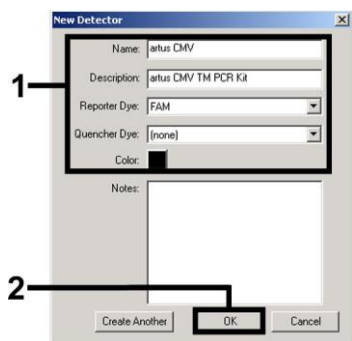 New Detector
Name: artus CMV
Description: artus CMV TM PCR Kit
1
Reporter Dye: FAM
Quencher Dye: (none)
Color:
Notes:
2
Create Another OK Cancel